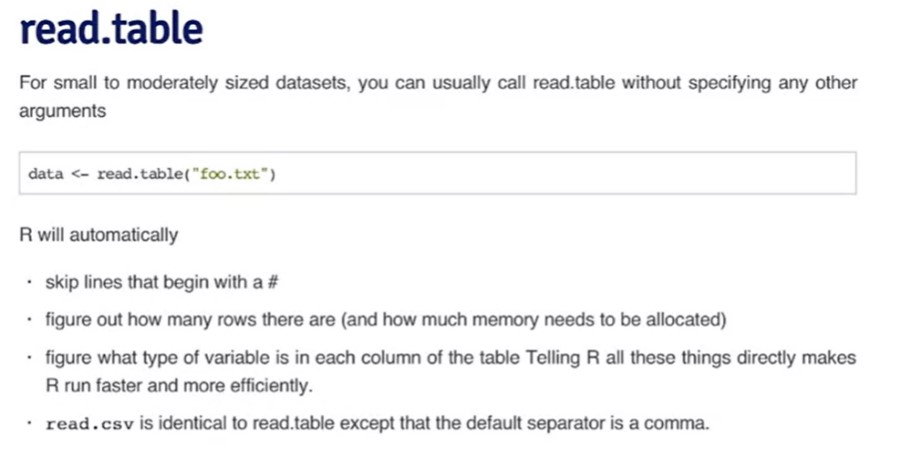 read.table
For small to moderately sized datasets, you can usually call read.table without specifying any other
arguments
data <- read.table("foo.txt")
R will automatically
· skip lines that begin with a #
· figure out how many rows there are (and how much memory needs to be allocated)
· figure what type of variable is in each column of the table Telling R all these things directly makes
R run faster and more efficiently.
· read.csv is identical to read.table except that the default separator is a comma.